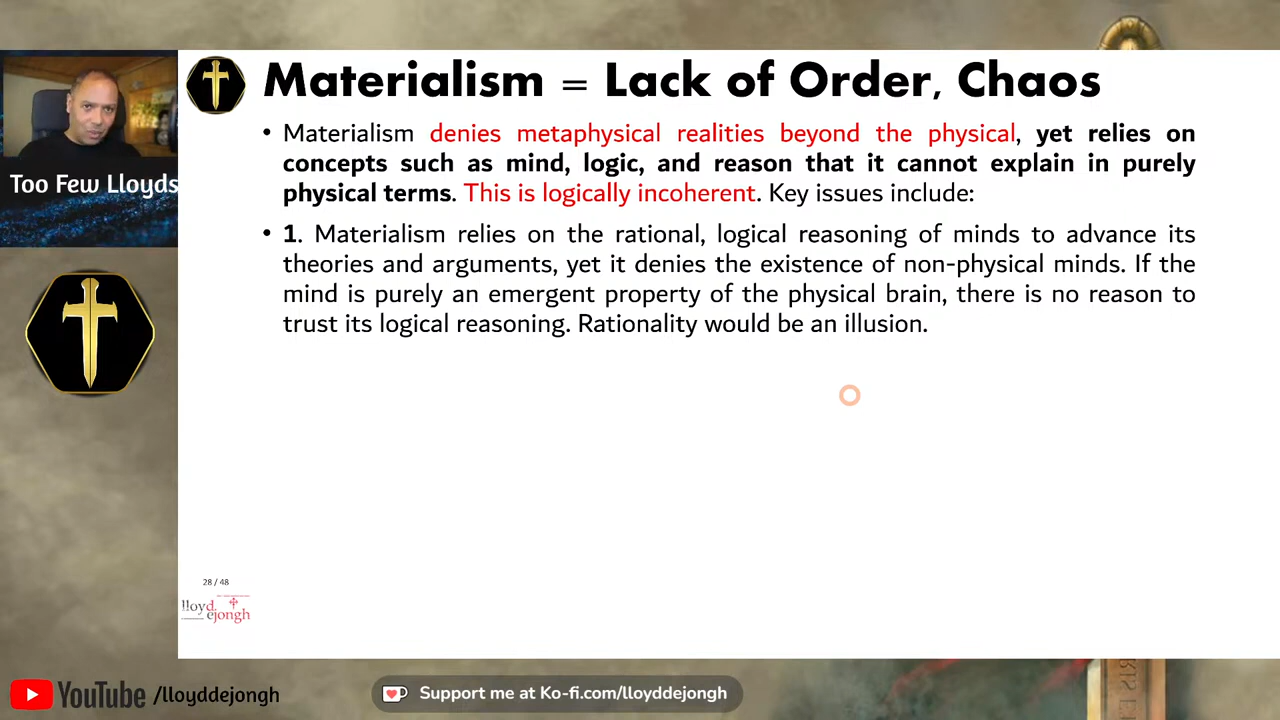 Materialism = Lack of Order, Chaos
• Materialism denies metaphysical realities beyond the physical, yet relies on
concepts such as mind, logic, and reason that it cannot explain in purely
physical terms. This is logically incoherent. Key issues include:
• 1. Materialism relies on the rational, logical reasoning of minds to advance its
theories and arguments, yet it denies the existence of non-physical minds. If the
mind is purely an emergent property of the physical brain, there is no reason to
trust its logical reasoning. Rationality would be an illusion.
Too Few Lloyds
28 / 48
lloyd
ejongh
YouTube /lloyddejongh
Support me at Ko-fi.com/lloyddejongh